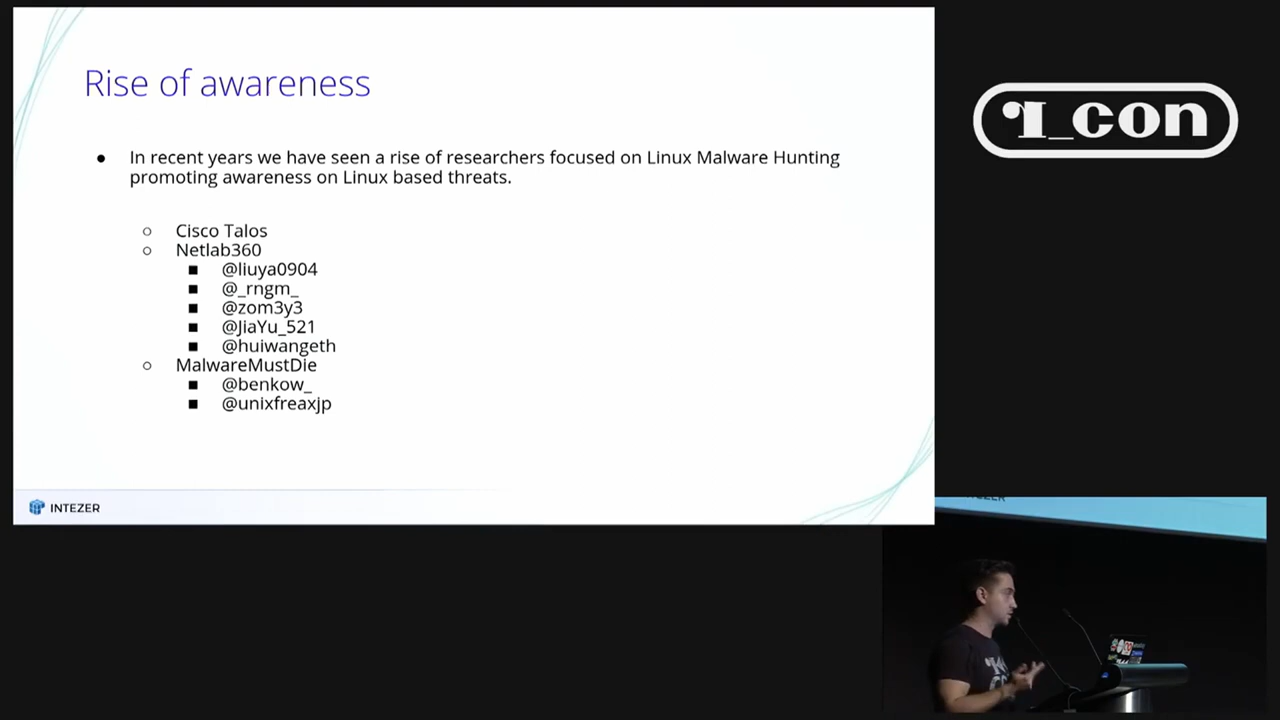 Rise of awareness
● In recent years we have seen a rise of researchers focused on Linux Malware Hunting
promoting awareness on Linux based threats.
○ Cisco Talos
○ Netlab360
■ @liuya0904
■ @_rngm_
■ @zom3y3
■ @JiaYu_521
■ @huiwangeth
○ MalwareMustDie
■ @benkow_
■ @unixfreaxjp
INTEZER
r2_con